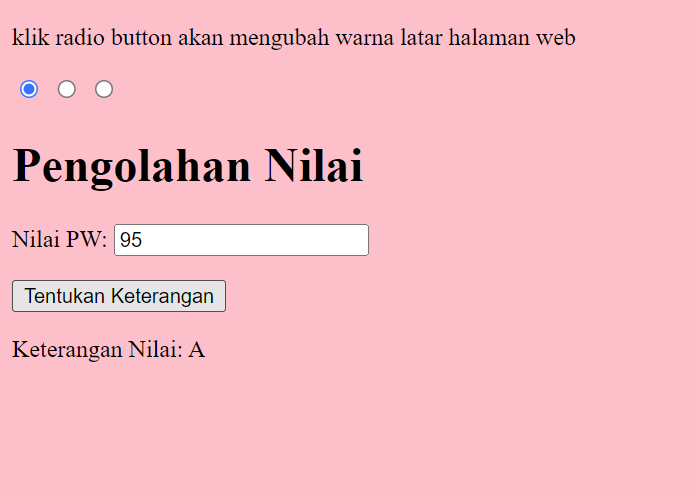 klik radio button akan mengubah warna latar halaman web
Pengolahan Nilai
Nilai PW: 95
Tentukan Keterangan
Keterangan Nilai: A